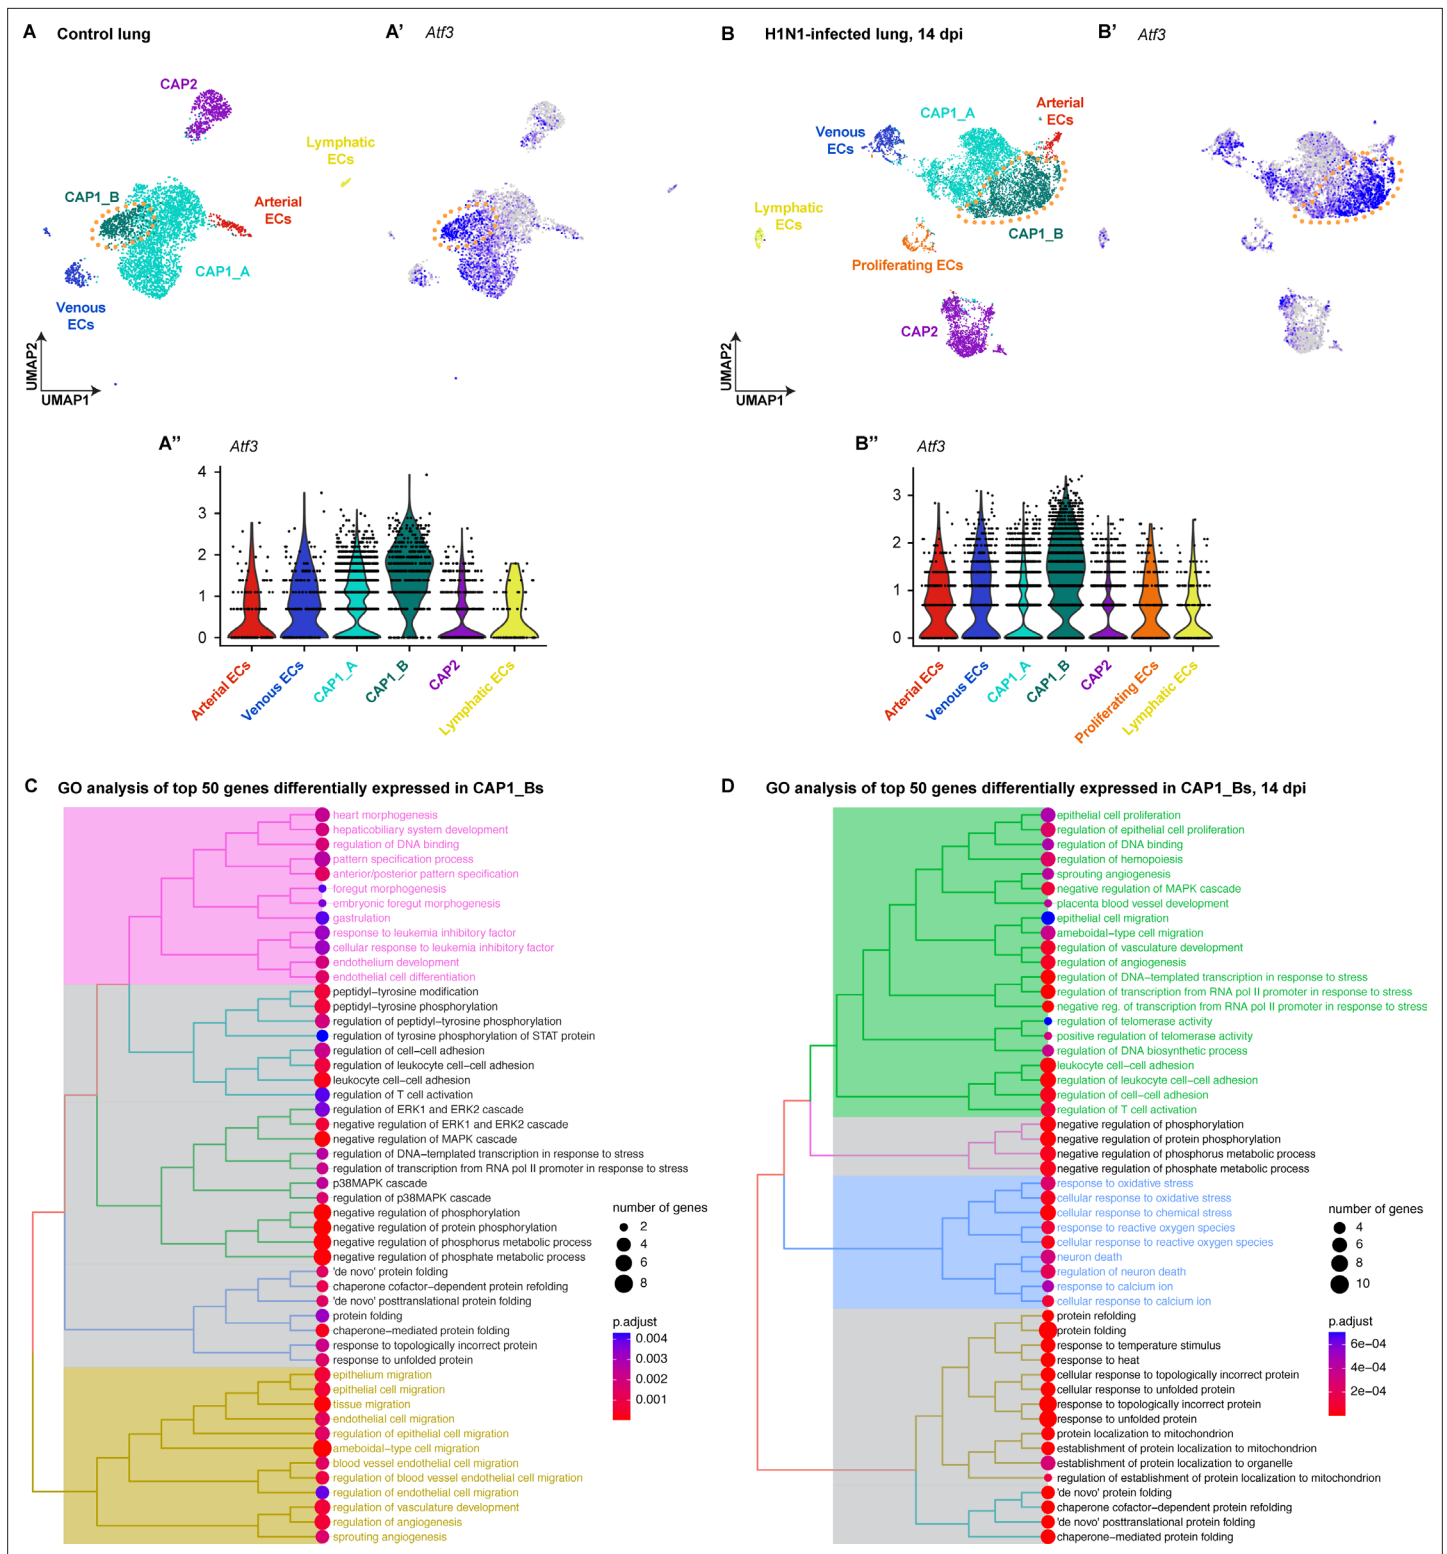 A Control lung
A’ Atf3
CAP2
Lymphatic
ECs
CAP1_B
Arterial
ECs
CAP1_A
Venous
ECs
UMAP2
UMAP1
B H1N1-infected lung, 14 dpi
B’ Atf3
CAP1_A
Arterial
ECs
Venous
ECs
Lymphatic
ECs
CAP1_B
Proliferating ECs
CAP2
UMAP2
UMAP1
A” Atf3
4
3
2
1
0
Arterial ECs
Venous ECs
CAP1_A
CAP1_B
CAP2
Lymphatic ECs
B” Atf3
3
2
1
0
Arterial ECs
Venous ECs
CAP1_A
CAP1_B
CAP2
Proliferating ECs
Lymphatic ECs
C GO analysis of top 50 genes differentially expressed in CAP1_Bs
heart morphogenesis
hepaticobiliary system development
regulation of DNA binding
pattern specification process
anterior/posterior pattern specification
foregut morphogenesis
embryonic foregut morphogenesis
gastrulation
response to leukemia inhibitory factor
cellular response to leukemia inhibitory factor
endothelium development
endothelial cell differentiation
peptidyl−tyrosine modification
peptidyl−tyrosine phosphorylation
regulation of peptidyl−tyrosine phosphorylation
regulation of tyrosine phosphorylation of STAT protein
regulation of cell−cell adhesion
regulation of leukocyte cell−cell adhesion
leukocyte cell−cell adhesion
regulation of T cell activation
regulation of ERK1 and ERK2 cascade
negative regulation of ERK1 and ERK2 cascade
negative regulation of MAPK cascade
regulation of DNA−templated transcription in response to stress
regulation of transcription from RNA pol II promoter in response to stress
p38MAPK cascade
regulation of p38MAPK cascade
negative regulation of phosphorylation
negative regulation of protein phosphorylation
negative regulation of phosphorus metabolic process
negative regulation of phosphate metabolic process
'de novo' protein folding
chaperone cofactor−dependent protein refolding
'de novo' posttranslational protein folding
protein folding
chaperone−mediated protein folding
response to topologically incorrect protein
response to unfolded protein
epithelium migration
epithelial cell migration
tissue migration
endothelial cell migration
regulation of epithelial cell migration
ameboidal−type cell migration
blood vessel endothelial cell migration
regulation of blood vessel endothelial cell migration
regulation of endothelial cell migration
regulation of vasculature development
regulation of angiogenesis
sprouting angiogenesis
number of genes
2
4
6
8
p.adjust
0.004
0.003
0.002
0.001
D GO analysis of top 50 genes differentially expressed in CAP1_Bs, 14 dpi
epithelial cell proliferation
regulation of epithelial cell proliferation
regulation of DNA binding
regulation of hemopoiesis
sprouting angiogenesis
negative regulation of MAPK cascade
placenta blood vessel development
epithelial cell migration
ameboidal−type cell migration
regulation of vasculature development
regulation of angiogenesis
regulation of DNA−templated transcription in response to stress
regulation of transcription from RNA pol II promoter in response to stress
negative reg. of transcription from RNA pol II promoter in response to stress
regulation of telomerase activity
positive regulation of telomerase activity
regulation of DNA biosynthetic process
leukocyte cell−cell adhesion
regulation of leukocyte cell−cell adhesion
regulation of cell−cell adhesion
regulation of T cell activation
negative regulation of phosphorylation
negative regulation of protein phosphorylation
negative regulation of phosphorus metabolic process
negative regulation of phosphate metabolic process
response to oxidative stress
cellular response to oxidative stress
cellular response to chemical stress
response to reactive oxygen species
cellular response to reactive oxygen species
neuron death
regulation of neuron death
response to calcium ion
cellular response to calcium ion
protein refolding
protein folding
response to temperature stimulus
response to heat
cellular response to topologically incorrect protein
cellular response to unfolded protein
response to topologically incorrect protein
response to unfolded protein
protein localization to mitochondrion
establishment of protein localization to mitochondrion
establishment of protein localization to organelle
regulation of establishment of protein localization to mitochondrion
'de novo' protein folding
chaperone cofactor−dependent protein refolding
'de novo' posttranslational protein folding
chaperone−mediated protein folding
number of genes
4
6
8
10
p.adjust
6e−04
4e−04
2e−04